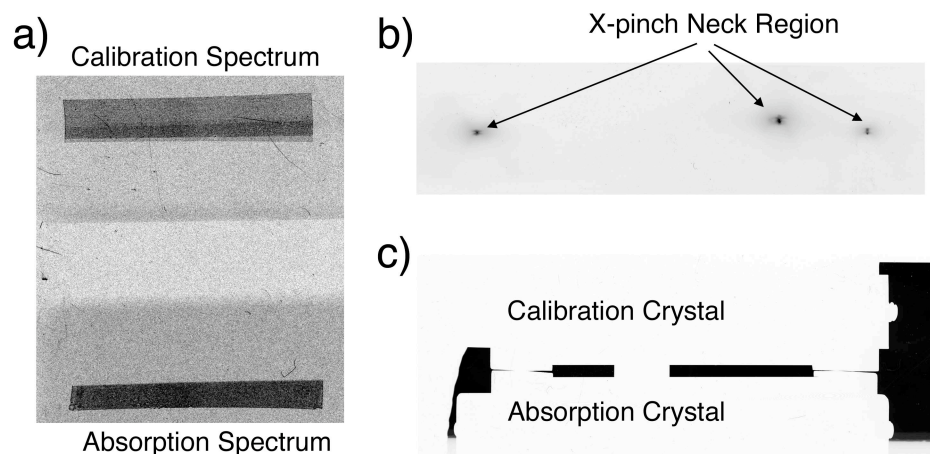 a)
Calibration Spectrum
Absorption Spectrum
b)
X-pinch Neck Region
c)
Calibration Crystal
Absorption Crystal